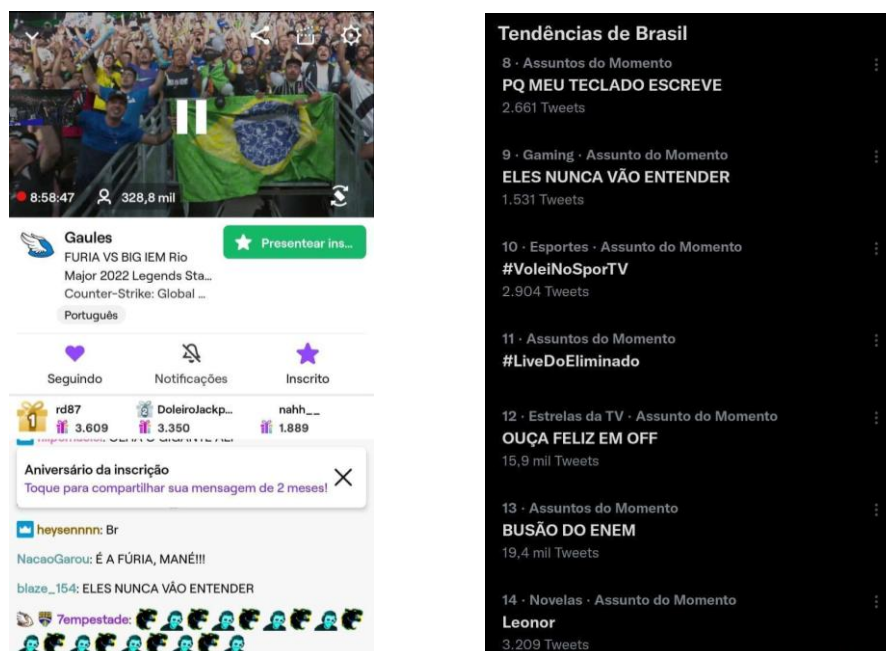 8:58:47 328,8 mil
Gaules
FURIA VS BIG IEM Rio
Major 2022 Legends Sta...
Counter-Strike: Global ...
Português
Presentear ins...
Seguindo Notificações Inscrito
1 rd87 3.609
2 DoleiroJackp... 3.350
nahh__ 1.889
Aniversário da inscrição
Toque para compartilhar sua mensagem de 2 meses!
heysennnn: Br
NacaoGarou: É A FÚRIA, MANÉ!!!
blaze_154: ELES NUNCA VÃO ENTENDER
7empestade:
Tendências de Brasil
8 · Assuntos do Momento
PQ MEU TECLADO ESCREVE
2.661 Tweets
9 · Gaming · Assunto do Momento
ELES NUNCA VÃO ENTENDER
1.531 Tweets
10 · Esportes · Assunto do Momento
#VoleiNoSporTV
2.904 Tweets
11 · Assuntos do Momento
#LiveDoEliminado
12 · Estrelas da TV · Assunto do Momento
OUÇA FELIZ EM OFF
15,9 mil Tweets
13 · Assuntos do Momento
BUSÃO DO ENEM
19,4 mil Tweets
14 · Novelas · Assunto do Momento
Leonor
3.209 Tweets